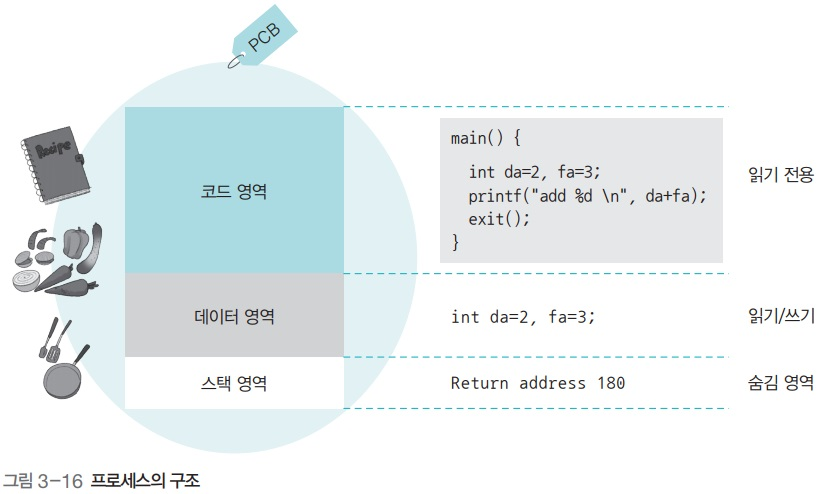 PCB
Recipe
코드 영역
main() {
int da=2, fa=3;
printf("add %d \n", da+fa);
exit();
}
읽기 전용
데이터 영역
int da=2, fa=3;
읽기/쓰기
스택 영역
Return address 180
숨김 영역
그림 3-16 프로세스의 구조